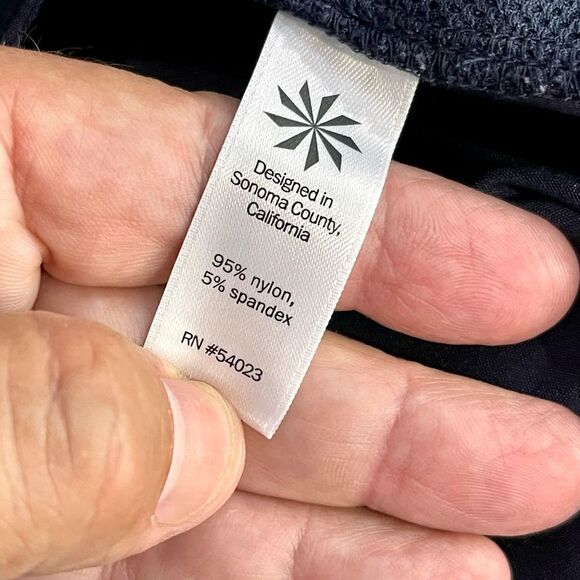 Designed in
Sonoma County,
California
95% nylon,
5% spandex
RN #54023